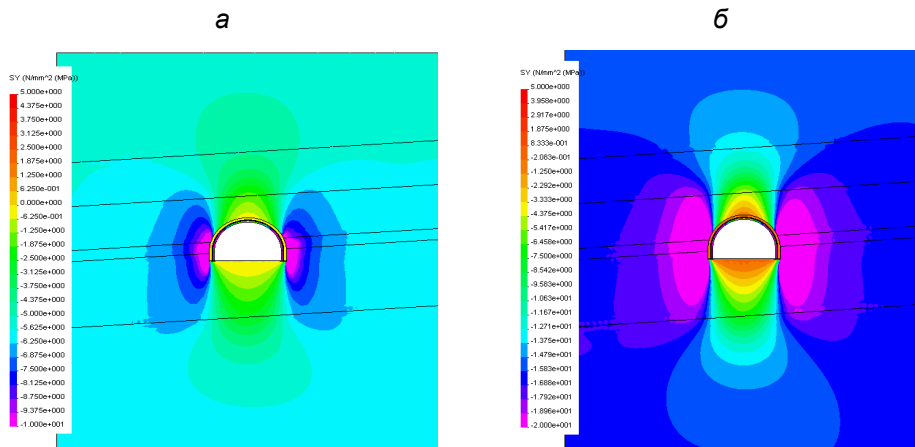 а
б
SY (N/mm^2 (MPa))
5.000e+000
4.375e+000
3.750e+000
3.125e+000
2.500e+000
1.875e+000
1.250e+000
6.250e-001
0.000e+000
-6.250e-001
-1.250e+000
-1.875e+000
-2.500e+000
-3.125e+000
-3.750e+000
-4.375e+000
-5.000e+000
-5.625e+000
-6.250e+000
-6.875e+000
-7.500e+000
-8.125e+000
-8.750e+000
-9.375e+000
-1.000e+001
SY (N/mm^2 (MPa))
5.000e+000
3.958e+000
2.917e+000
1.875e+000
8.333e-001
-2.083e-001
-1.250e+000
-2.292e+000
-3.333e+000
-4.375e+000
-5.417e+000
-6.458e+000
-7.500e+000
-8.542e+000
-9.583e+000
-1.063e+001
-1.167e+001
-1.271e+001
-1.375e+001
-1.479e+001
-1.583e+001
-1.688e+001
-1.792e+001
-1.896e+001
-2.000e+001